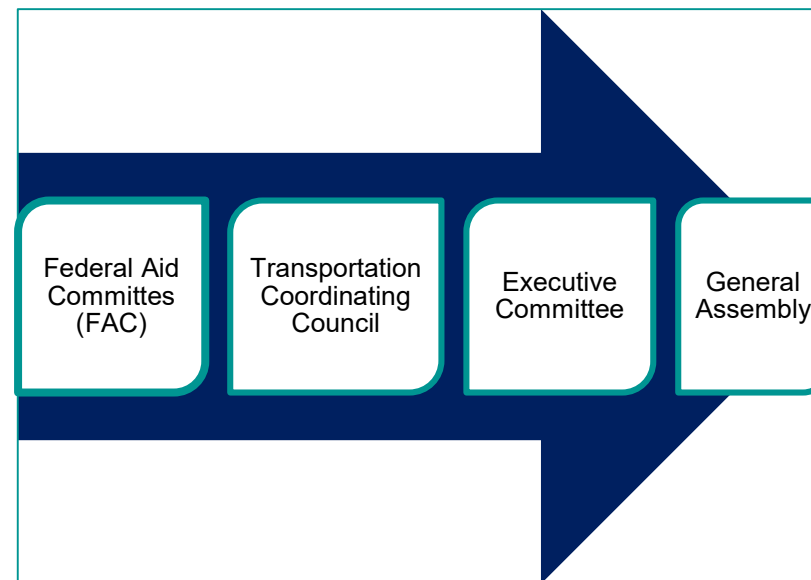 Federal Aid
Committes
(FAC)
Transportation
Coordinating
Council
Executive
Committee
General
Assembly